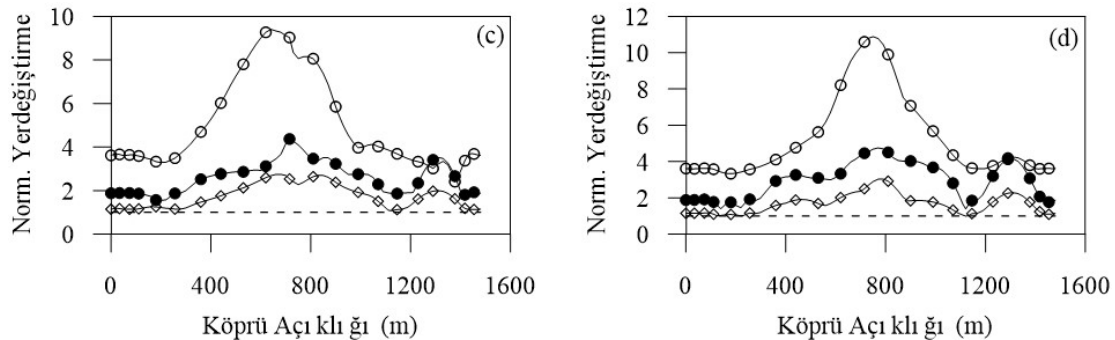 Norm. Yerdeğiştirme
10
8
6
4
2
0
(c)
0 400 800 1200 1600
Köprü Açı klı ğı (m)
Norm. Yerdeğiştirme
12
10
8
6
4
2
0
(d)
0 400 800 1200 1600
Köprü Açı klı ğı (m)